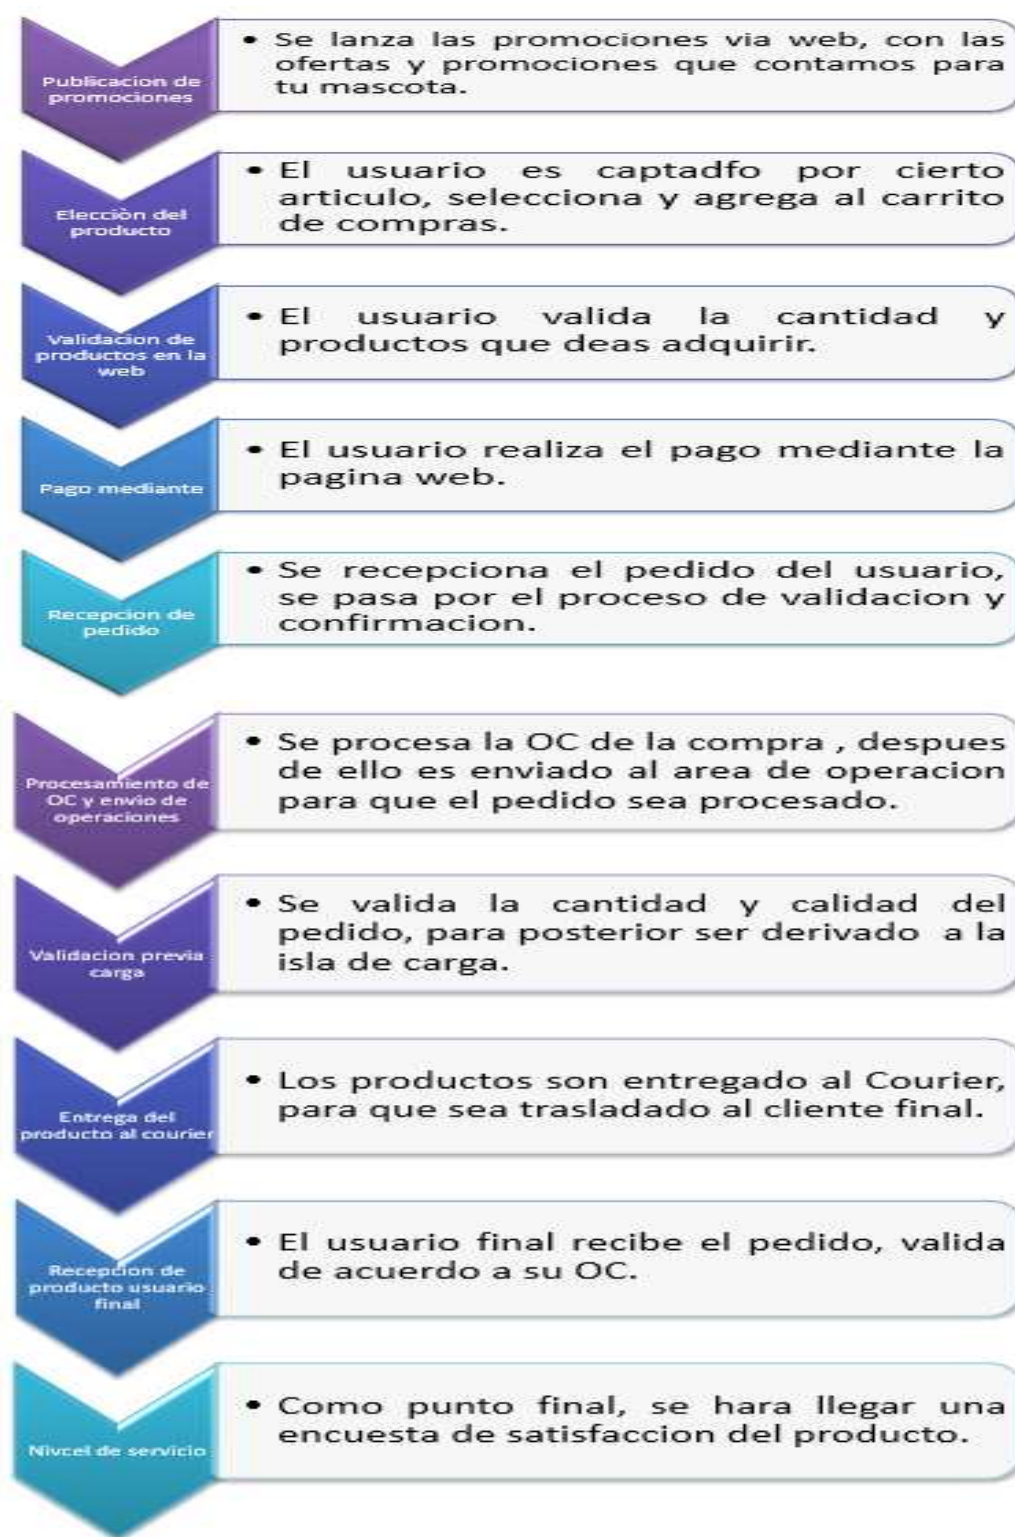 Publicacion de
promociones
• Se lanza las promociones via web, con las
ofertas y promociones que contamos para
tu mascota.
Elecciòn del
producto
• El usuario es captadfo por cierto
articulo, selecciona y agrega al carrito
de compras.
Validacion de
productos en la
web
• El usuario valida la cantidad y
productos que deas adquirir.
Pago mediante
• El usuario realiza el pago mediante la
pagina web.
Recepcion de
pedido
• Se recepciona el pedido del usuario,
se pasa por el proceso de validacion y
confirmacion.
Procesamiento de
OC y envio de
operaciones
• Se procesa la OC de la compra , despues
de ello es enviado al area de operacion
para que el pedido sea procesado.
Validacion previa
carga
• Se valida la cantidad y calidad del
pedido, para posterior ser derivado a la
isla de carga.
Entrega del
producto al courier
• Los productos son entregado al Courier,
para que sea trasladado al cliente final.
Recepcion de
producto usuario
final
• El usuario final recibe el pedido, valida
de acuerdo a su OC.
Nivcel de servicio
• Como punto final, se hara llegar una
encuesta de satisfaccion del producto.